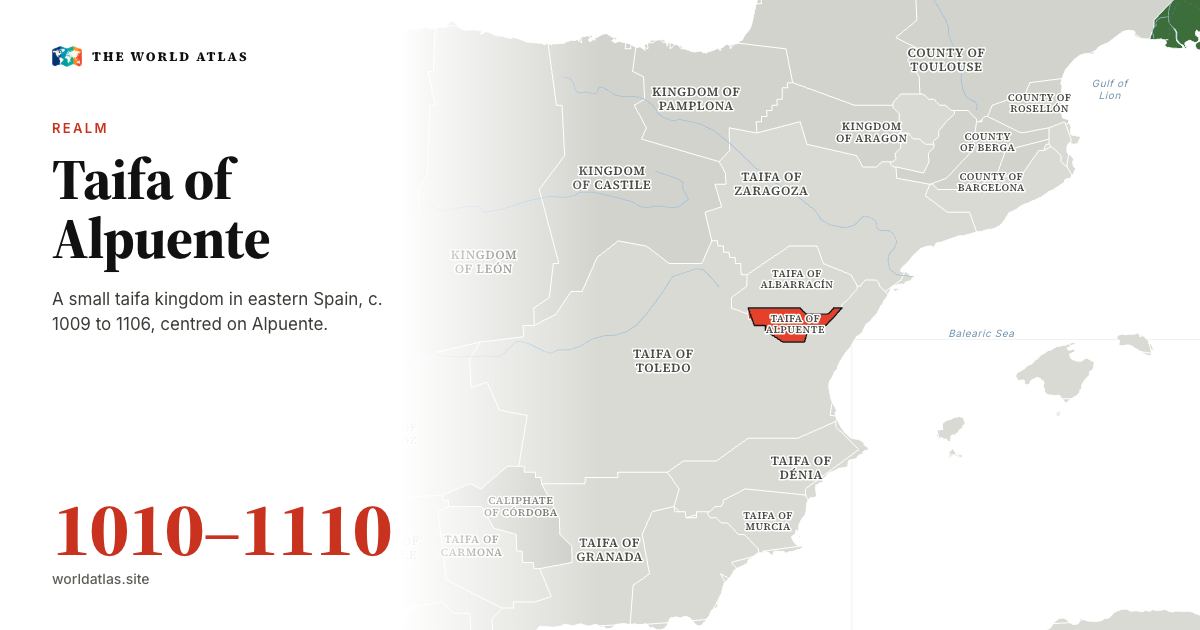 THE WORLD ATLAS
REALM
Taifa of
Alpuente
A small taifa kingdom in eastern Spain, c.
1009 to 1106, centred on Alpuente.
1010–1110
worldatlas.site
COUNTY OF
TOULOUSE
Gulf of
Lion
KINGDOM OF
PAMPLONA
COUNTY OF
ROSELLÓN
KINGDOM
OF ARAGON
COUNTY
OF BERGA
KINGDOM
OF CASTILE
TAIFA OF
ZARAGOZA
COUNTY OF
BARCELONA
KINGDOM
OF LEÓN
TAIFA OF
ALBARRACÍN
TAIFA OF
ALPUENTE
Balearic Sea
TAIFA OF
TOLEDO
TAIFA OF
DÉNIA
CALIPHATE
OF CÓRDOBA
TAIFA OF
MURCIA
TAIFA OF
CARMONA
TAIFA OF
GRANADA